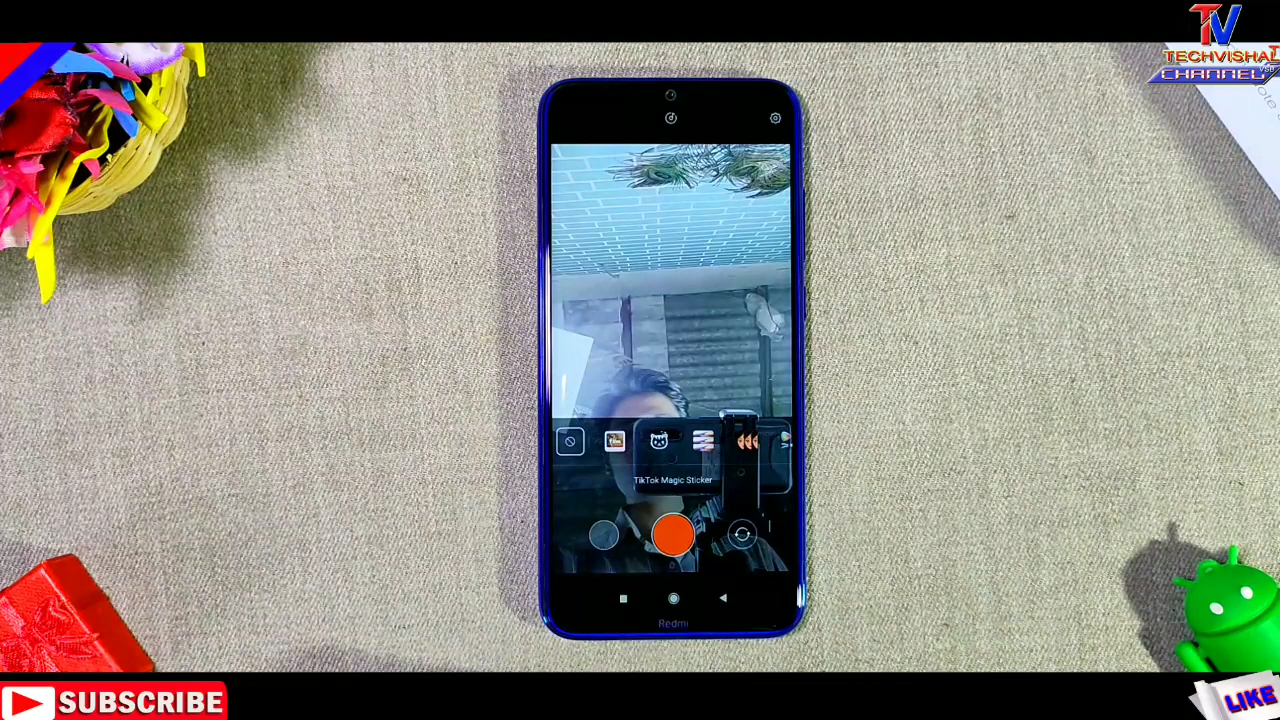 TV
TECHVISHAL
CHANNEL
TikTok Magic Sticker
Redmi
SUBSCRIBE
LIKE